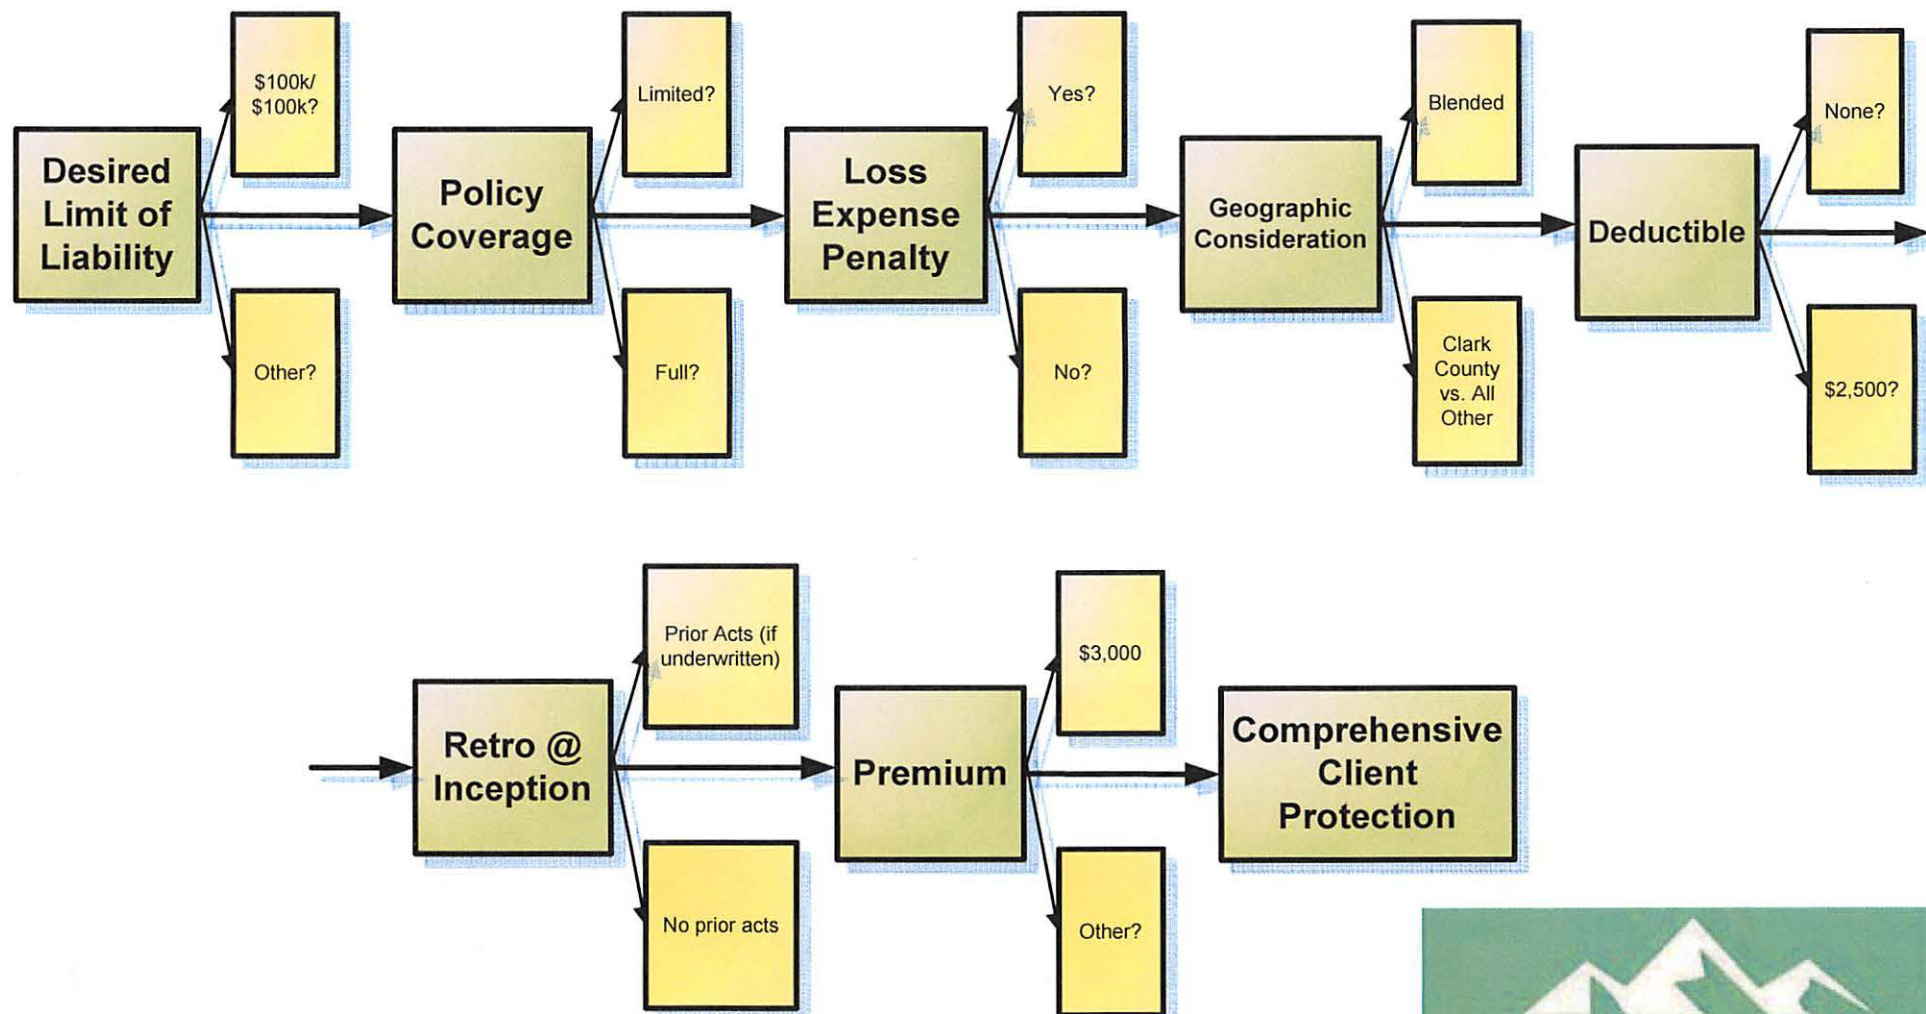 $100k/
$100k?
Desired
Limit of
Liability
Other?
Limited?
Policy
Coverage
Full?
Yes?
Loss
Expense
Penalty
No?
Blended
Geographic
Consideration
Clark
County
vs. All
Other
None?
Deductible
$2,500?
Prior Acts (if
underwritten)
Retro @
Inception
No prior acts
$3,000
Premium
Other?
Comprehensive
Client
Protection